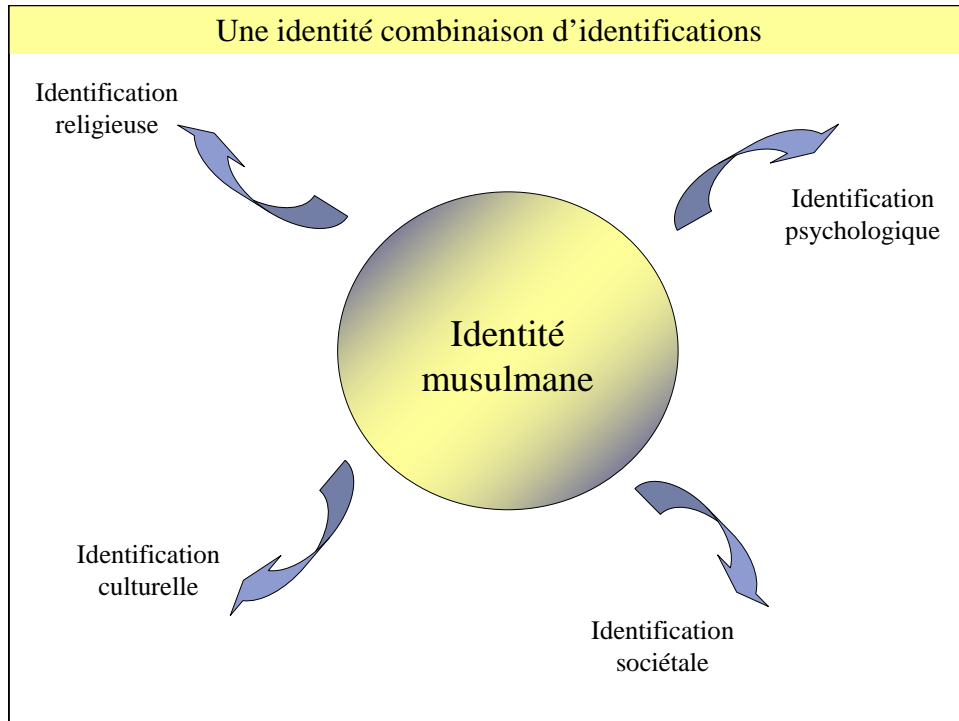 Une identité combinaison d’identifications
Identification
religieuse
Identification
psychologique
Identité
musulmane
Identification
culturelle
Identification
sociétale